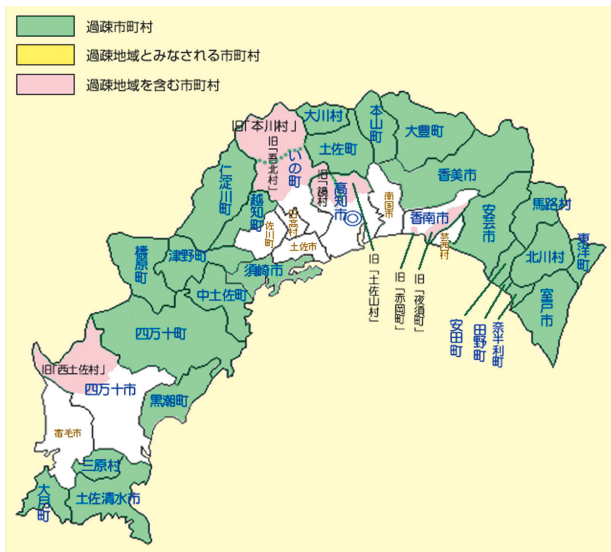 過疎市町村
過疎地域とみなされる市町村
過疎地域を含む市町村
旧「本川村」
大川村
本山町
大豊町
土佐町
旧「吾北村」
いの町
仁淀川町
越知町
旧「鏡村」
高知市
南国市
香美市
香南市
安芸市
馬路村
佐川町
日高村
土佐市
芸西村
北川村
東洋町
檮原町
津野町
須崎市
中土佐町
室戸市
旧「土佐山村」
旧「赤岡町」
旧「夜須町」
安田町
田野町
奈半利町
四万十町
旧「西土佐村」
四万十市
黒潮町
宿毛市
三原村
大月町
土佐清水市